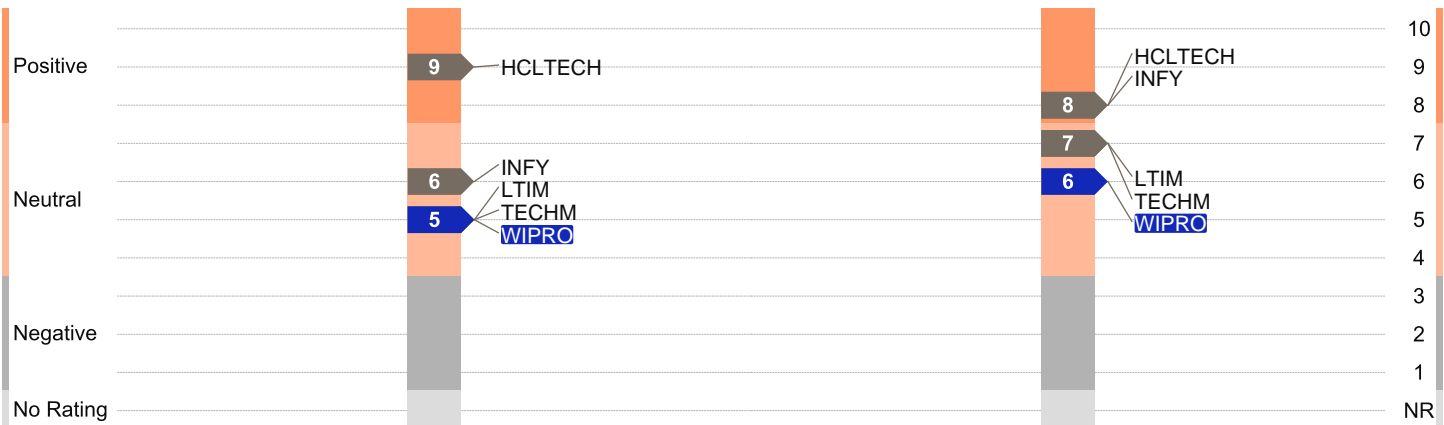 10
Positive
9
HCLTECH
HCLTECH
9
INFY
8
8
7
7
INFY
6
LTIM
6
6
Neutral
LTIM
TECHM
5
TECHM
WIPRO
5
WIPRO
4
3
Negative
2
1
No Rating
NR